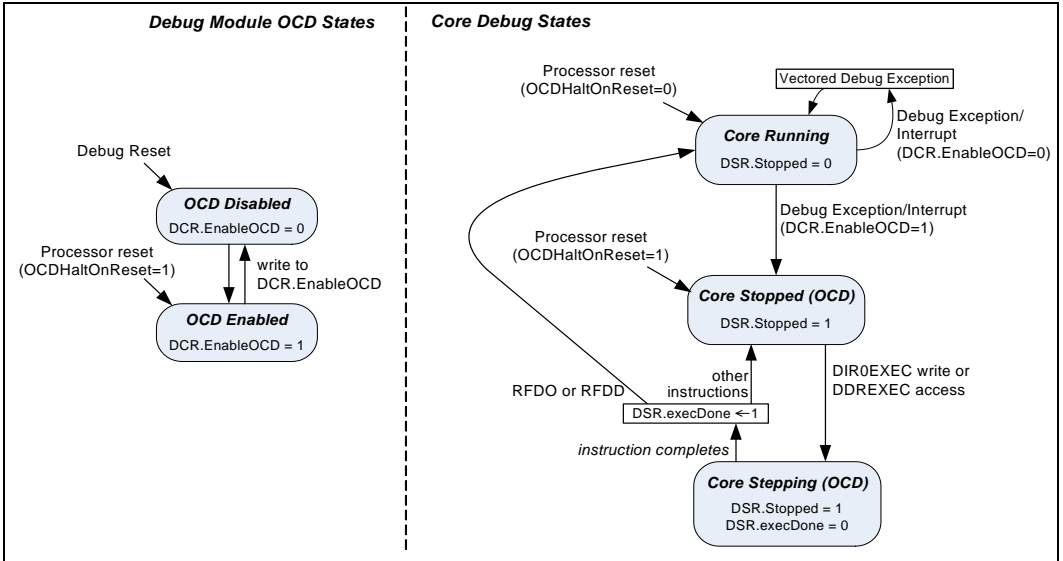 Debug Module OCD States
Debug Reset
OCD Disabled
DCR.EnableOCD = 0
Processor reset
(OCDHaltOnReset=1)
write to
DCR.EnableOCD
OCD Enabled
DCR.EnableOCD = 1
Core Debug States
Processor reset
(OCDHaltOnReset=0)
Vectored Debug Exception
Core Running
DSR.Stopped = 0
Debug Exception/
Interrupt
(DCR.EnableOCD=0)
Debug Exception/Interrupt
(DCR.EnableOCD=1)
Processor reset
(OCDHaltOnReset=1)
Core Stopped (OCD)
DSR.Stopped = 1
RFDO or RFDD
other
instructions
DIR0EXEC write or
DDREXEC access
DSR.execDone ←1
instruction completes
Core Stepping (OCD)
DSR.Stopped = 1
DSR.execDone = 0